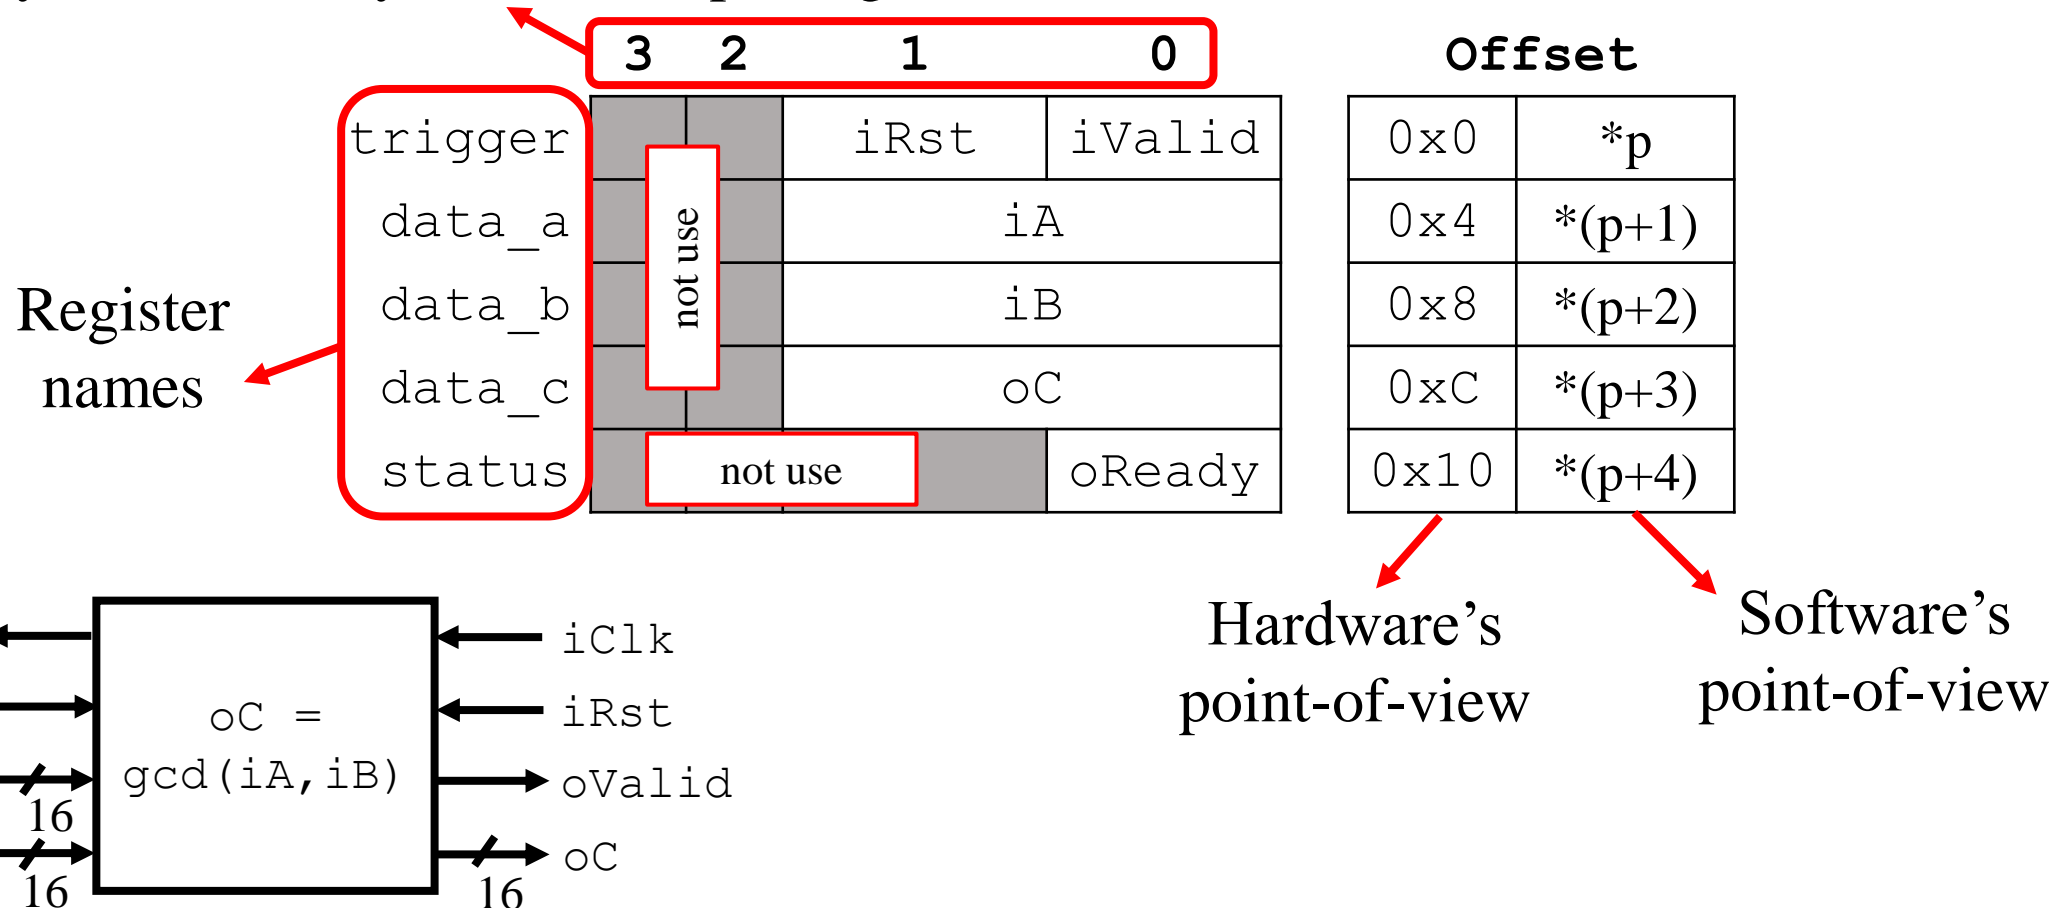 3 2 1 0 Offset
trigger iRst iValid 0x0 *p
data_a iA 0x4 *(p+1)
data_b iB 0x8 *(p+2)
data_c oC 0xC *(p+3)
status not use oReady 0x10 *(p+4)
not use
Register
names
Hardware's
point-of-view
Software's
point-of-view
oC =
gcd(iA,iB)
iClk
iRst
oValid
oC
16
16
16